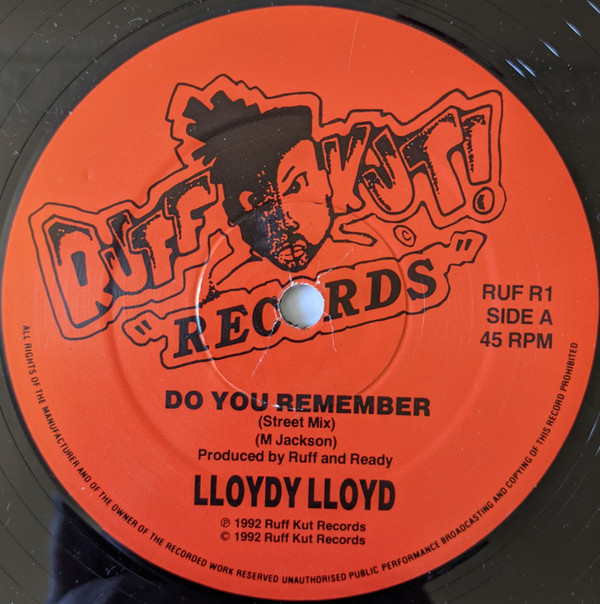 RUFF KUT!
©
"RECORDS"
RUF R1
SIDE A
45 RPM
DO YOU REMEMBER
(Street Mix)
(M Jackson)
Produced by Ruff and Ready
LLOYDY LLOYD
℗ 1992 Ruff Kut Records
© 1992 Ruff Kut Records
ALL RIGHTS OF THE MANUFACTURER AND OF THE OWNER OF THE RECORDED WORK RESERVED UNAUTHORISED PUBLIC PERFORMANCE BROADCASTING AND COPYING OF THIS RECORD PROHIBITED